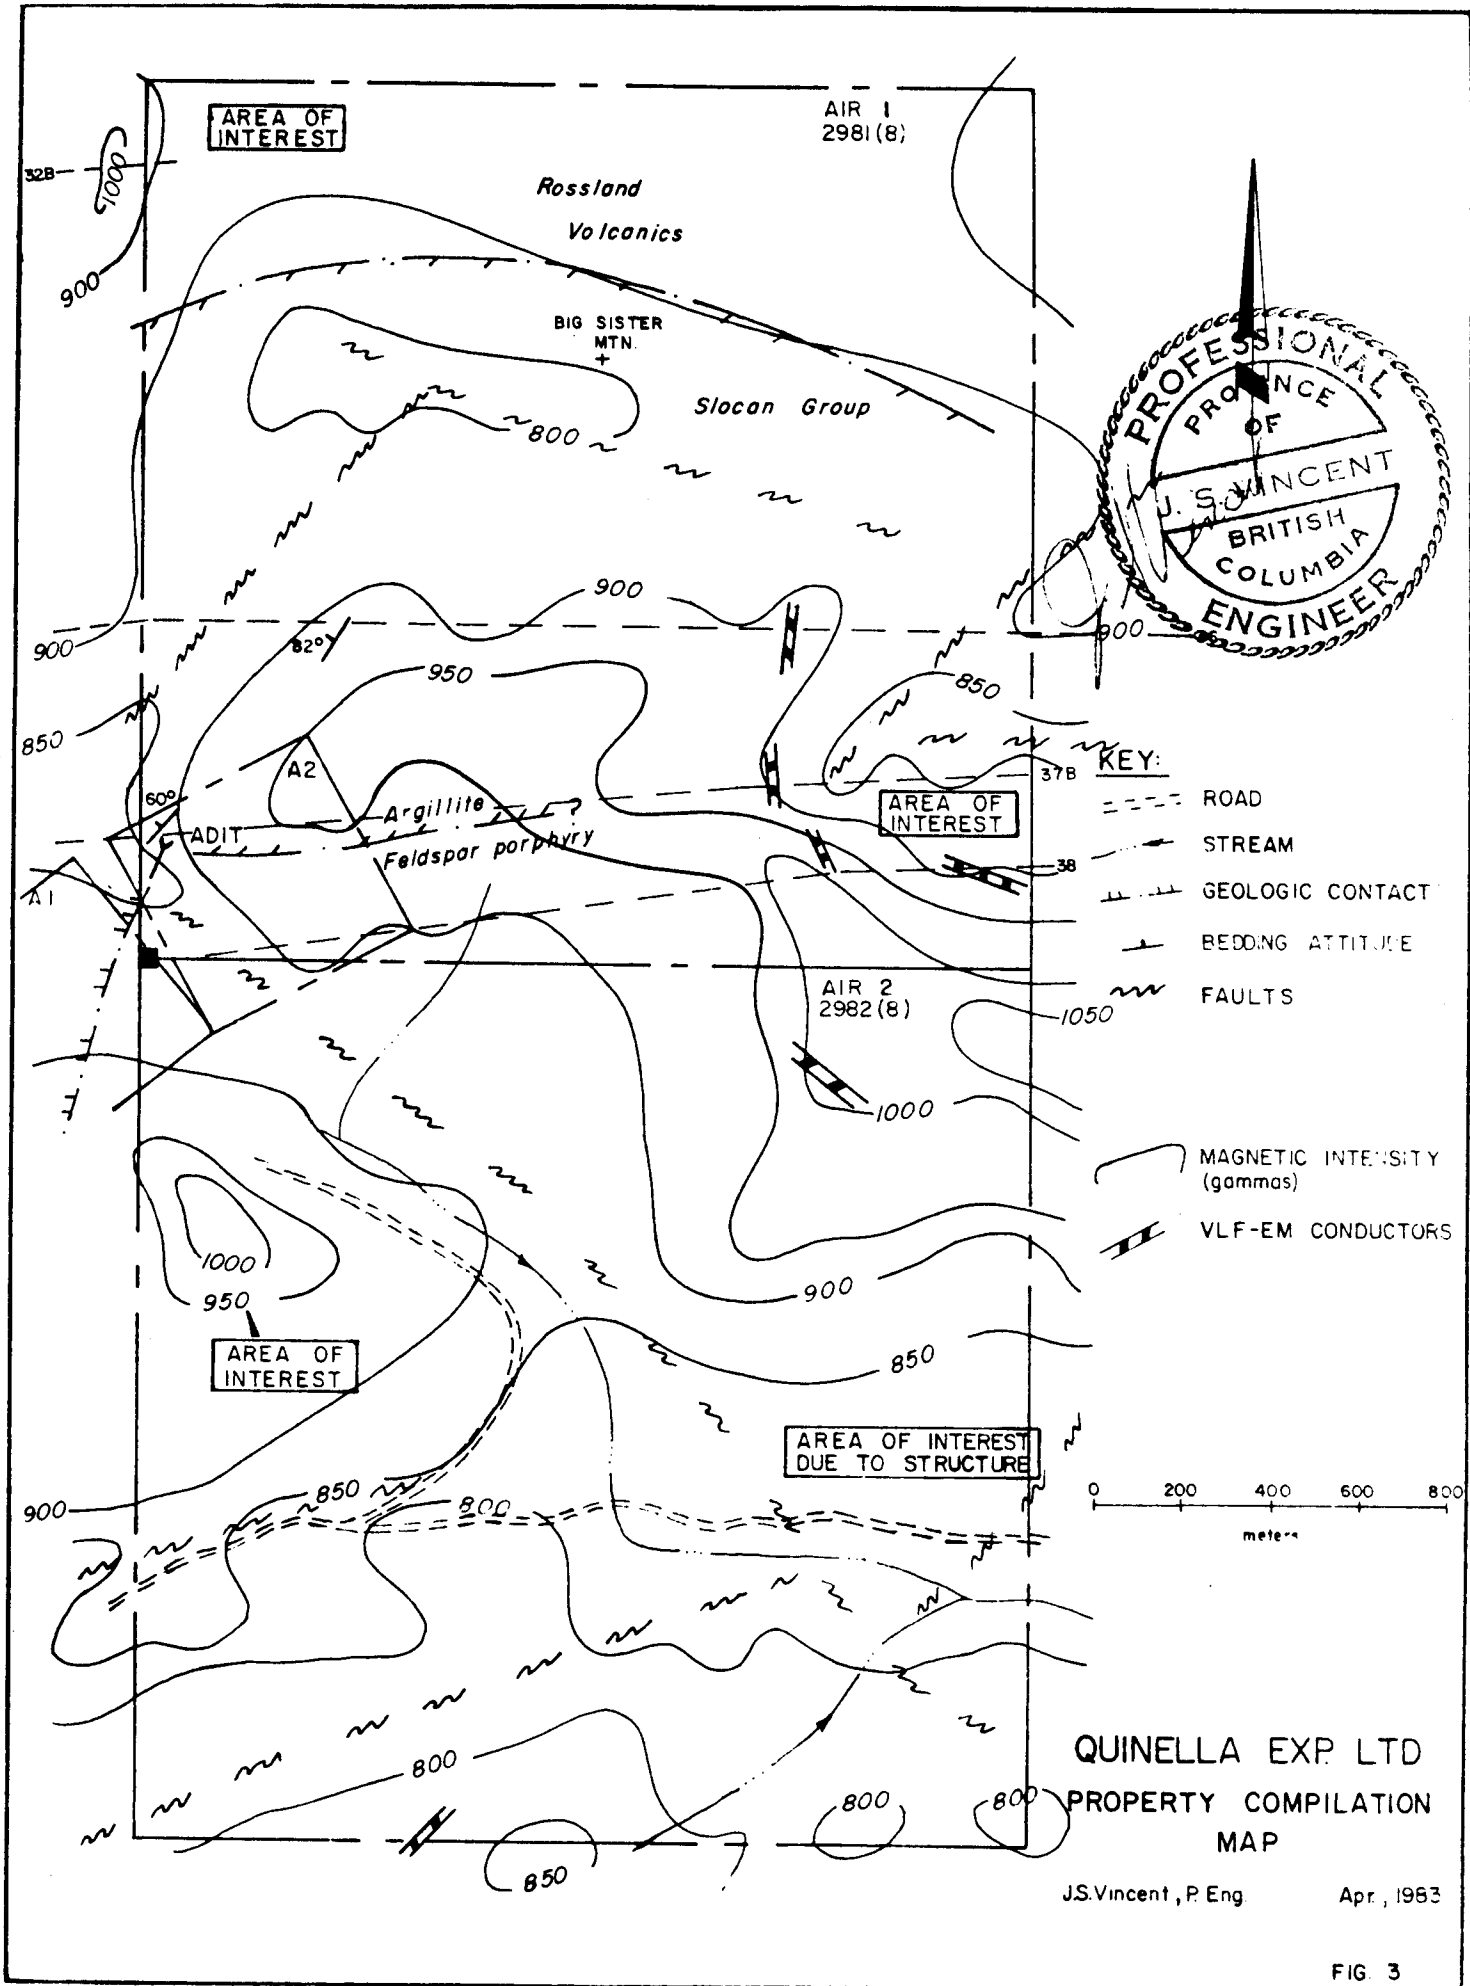 AREA OF
INTEREST
AIR 1
2981(8)
32B
1000
900
Rossland
Volcanics
BIG SISTER
MTN.
Slocan Group
800
PROFESSIONAL
PROVINCE
OF
J. S. VINCENT
BRITISH
COLUMBIA
ENGINEER
900
900
900
82°
950
850
850
A2
60°
ADIT
Argillite
?
Feldspar porphyry
37B
AREA OF
INTEREST
38
A1
KEY:
ROAD
STREAM
GEOLOGIC CONTACT
BEDDING ATTITUDE
FAULTS
AIR 2
2982(8)
1050
1000
MAGNETIC INTENSITY
(gammas)
VLF-EM CONDUCTORS
1000
950
900
AREA OF
INTEREST
850
AREA OF INTEREST
DUE TO STRUCTURE
850
800
900
0 200 400 600 800
meters
800
850
800
800
QUINELLA EXP. LTD
PROPERTY COMPILATION
MAP
J.S. Vincent, P. Eng.
Apr., 1983
FIG. 3